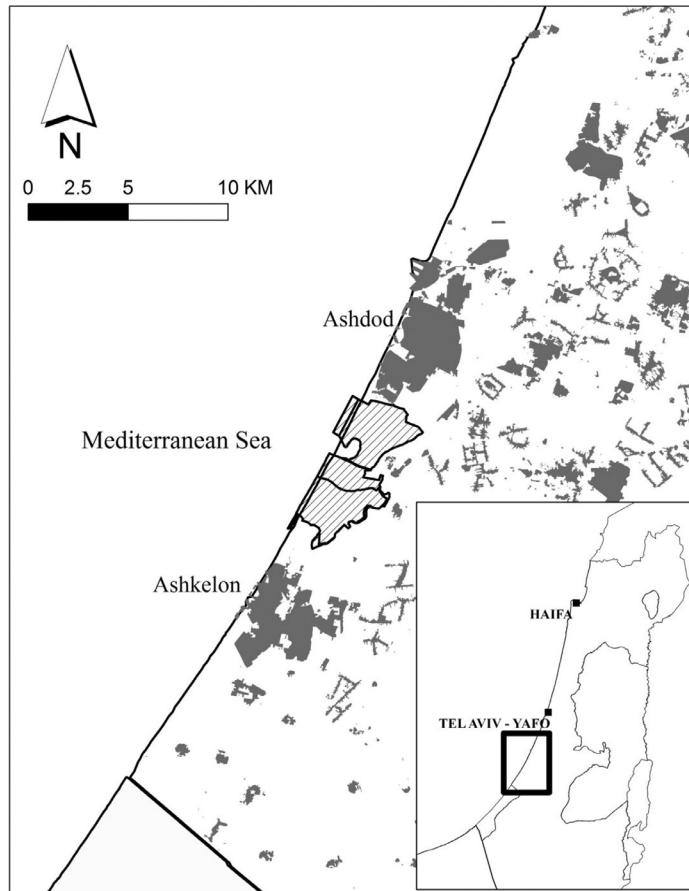 N
0 2.5 5 10 KM
Ashdod
Mediterranean Sea
Ashkelon
HAIFA
TEL AVIV - YAFO